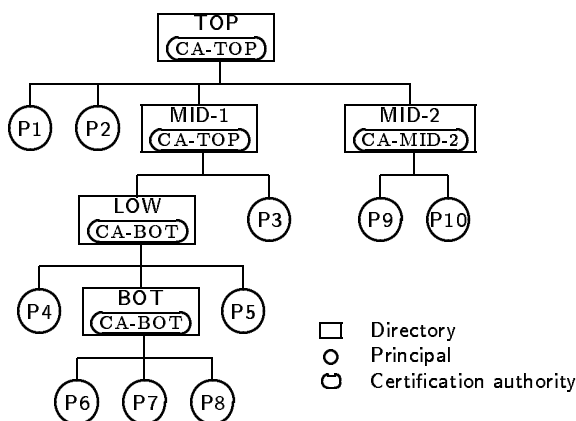 TOP
CA-TOP
P1
P2
MID-1
CA-TOP
MID-2
CA-MID-2
LOW
CA-BOT
P3
P9
P10
P4
BOT
CA-BOT
P5
P6
P7
P8
Directory
Principal
Certification authority